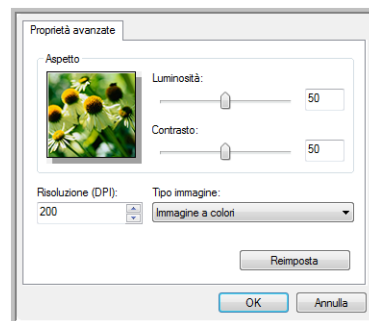 Proprietà avanzate
Aspetto
Luminosità:
50
Contrasto:
50
Risoluzione (DPI): Tipo immagine:
200 Immagine a colori
Reimposta
OK Annulla